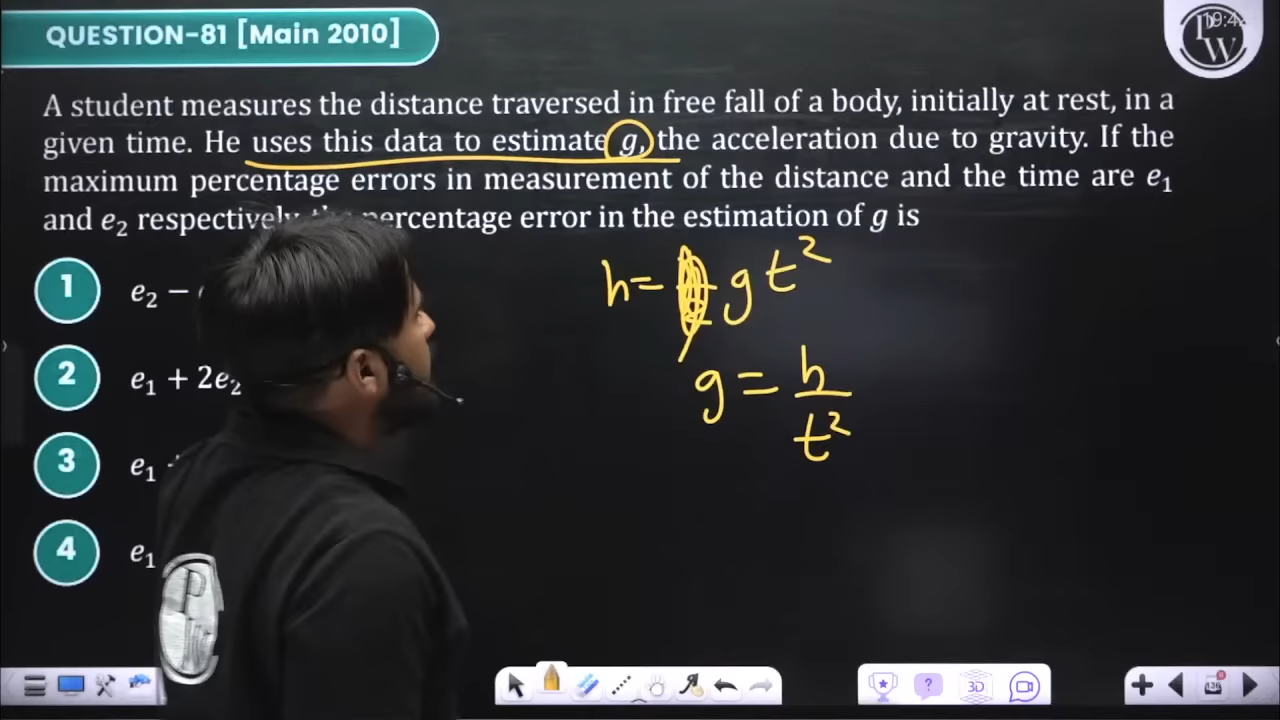 QUESTION-81 [Main 2010]
A student measures the distance traversed in free fall of a body, initially at rest, in a
given time. He uses this data to estimate g, the acceleration due to gravity. If the
maximum percentage errors in measurement of the distance and the time are e₁
and e₂ respectively percentage error in the estimation of g is
1 e₂ −
2 e₁ + 2e₂
3 e₁ +
4 e₁
h = g t²
g = h/t²
PW
3D